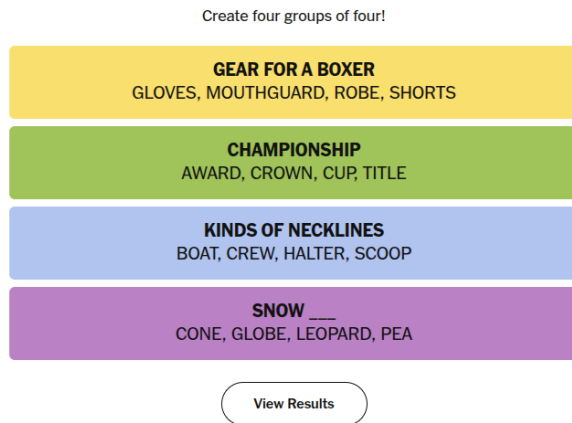 Create four groups of four!
GEAR FOR A BOXER
GLOVES, MOUTHGUARD, ROBE, SHORTS
CHAMPIONSHIP
AWARD, CROWN, CUP, TITLE
KINDS OF NECKLINES
BOAT, CREW, HALTER, SCOOP
SNOW ___
CONE, GLOBE, LEOPARD, PEA
View Results